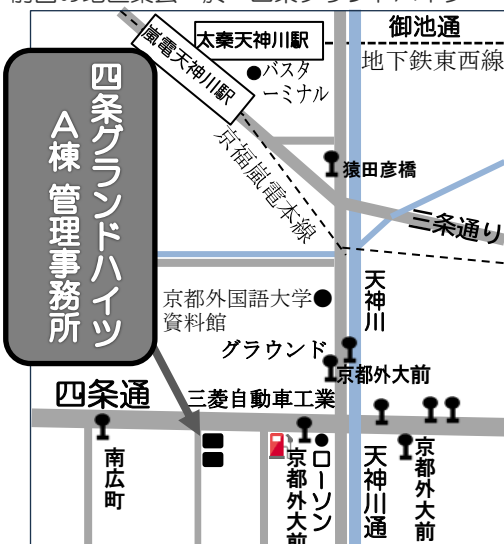 御池通
太秦天神川駅
地下鉄東西線
嵐電天神川駅
●バスタ
ーミナル
四条グランドハイツ
A棟 管理事務所
京福嵐電本線
猿田彦橋
三条通り
天神川
京都外国語大学●
資料館
グラウンド
京都外大前
四条通
三菱自動車工業
南広町
京都外大前
●ローソン
天神川通
京都外大前